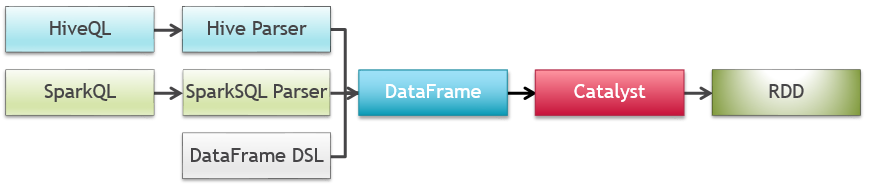 HiveQL
Hive Parser
SparkQL
SparkSQL Parser
DataFrame
Catalyst
RDD
DataFrame DSL